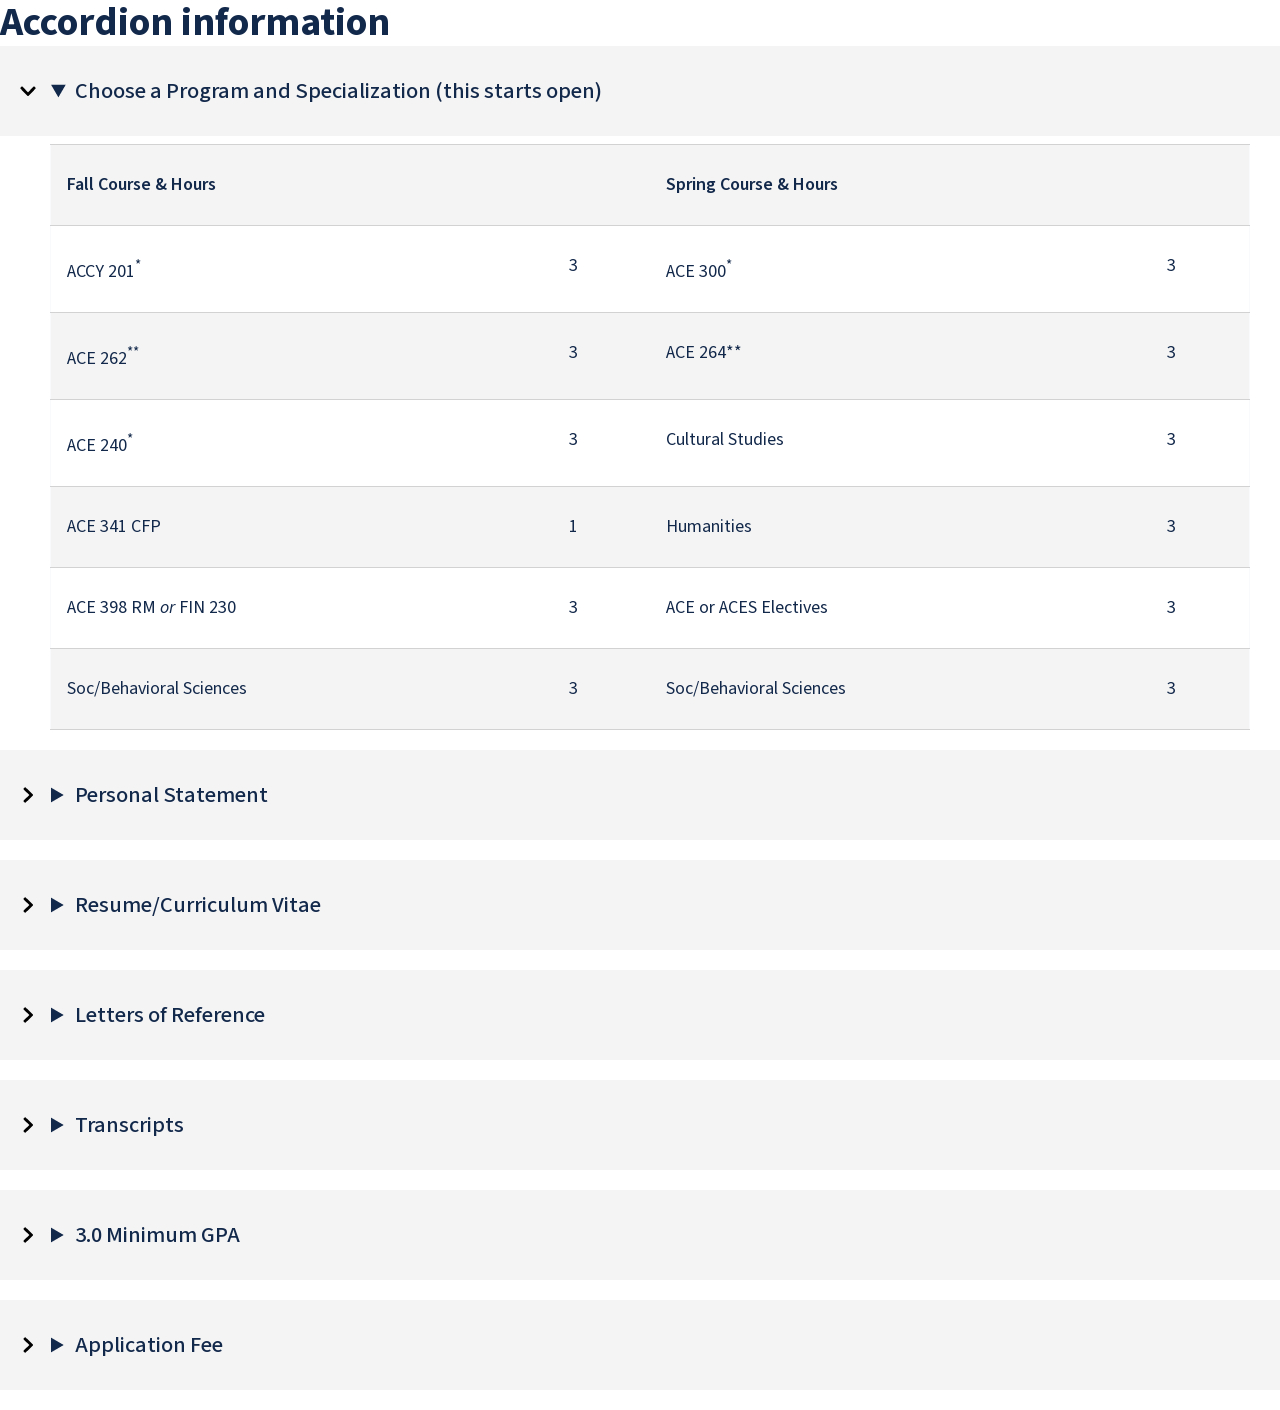 Accordion information
Choose a Program and Specialization (this starts open)
Fall Course & Hours Spring Course & Hours
ACCY 201* 3 ACE 300* 3
ACE 262** 3 ACE 264** 3
ACE 240* 3 Cultural Studies 3
ACE 341 CFP 1 Humanities 3
ACE 398 RM or FIN 230 3 ACE or ACES Electives 3
Soc/Behavioral Sciences 3 Soc/Behavioral Sciences 3
Personal Statement
Resume/Curriculum Vitae
Letters of Reference
Transcripts
3.0 Minimum GPA
Application Fee